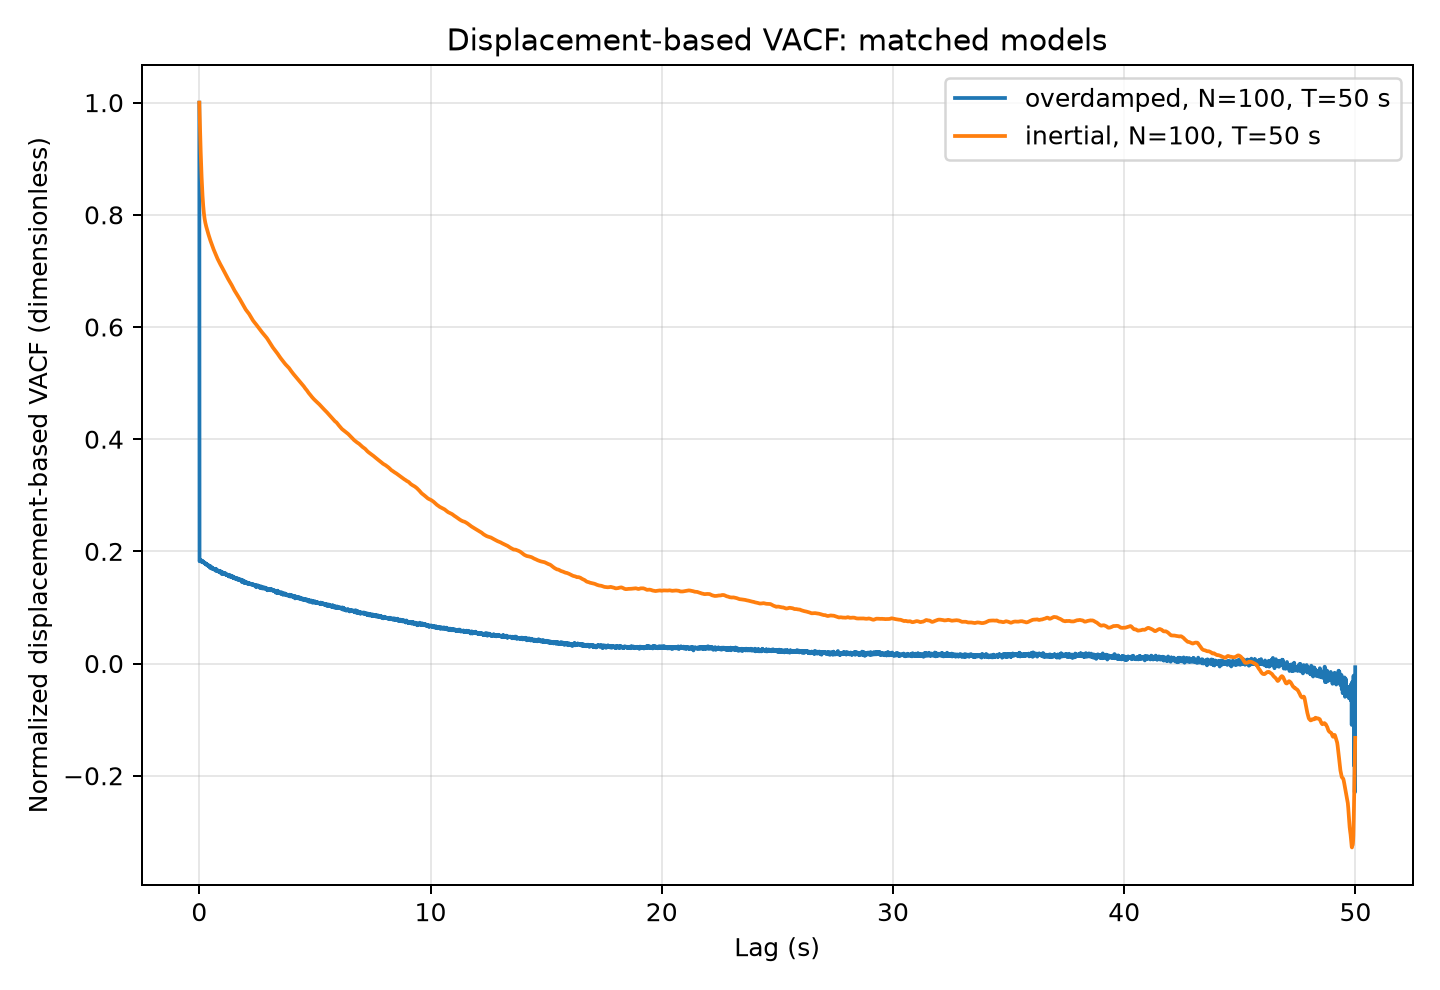 Displacement-based VACF: matched models
overdamped, N=100, T=50 s
inertial, N=100, T=50 s
Normalized displacement-based VACF (dimensionless)
1.0
0.8
0.6
0.4
0.2
0.0
−0.2
0 10 20 30 40 50
Lag (s)